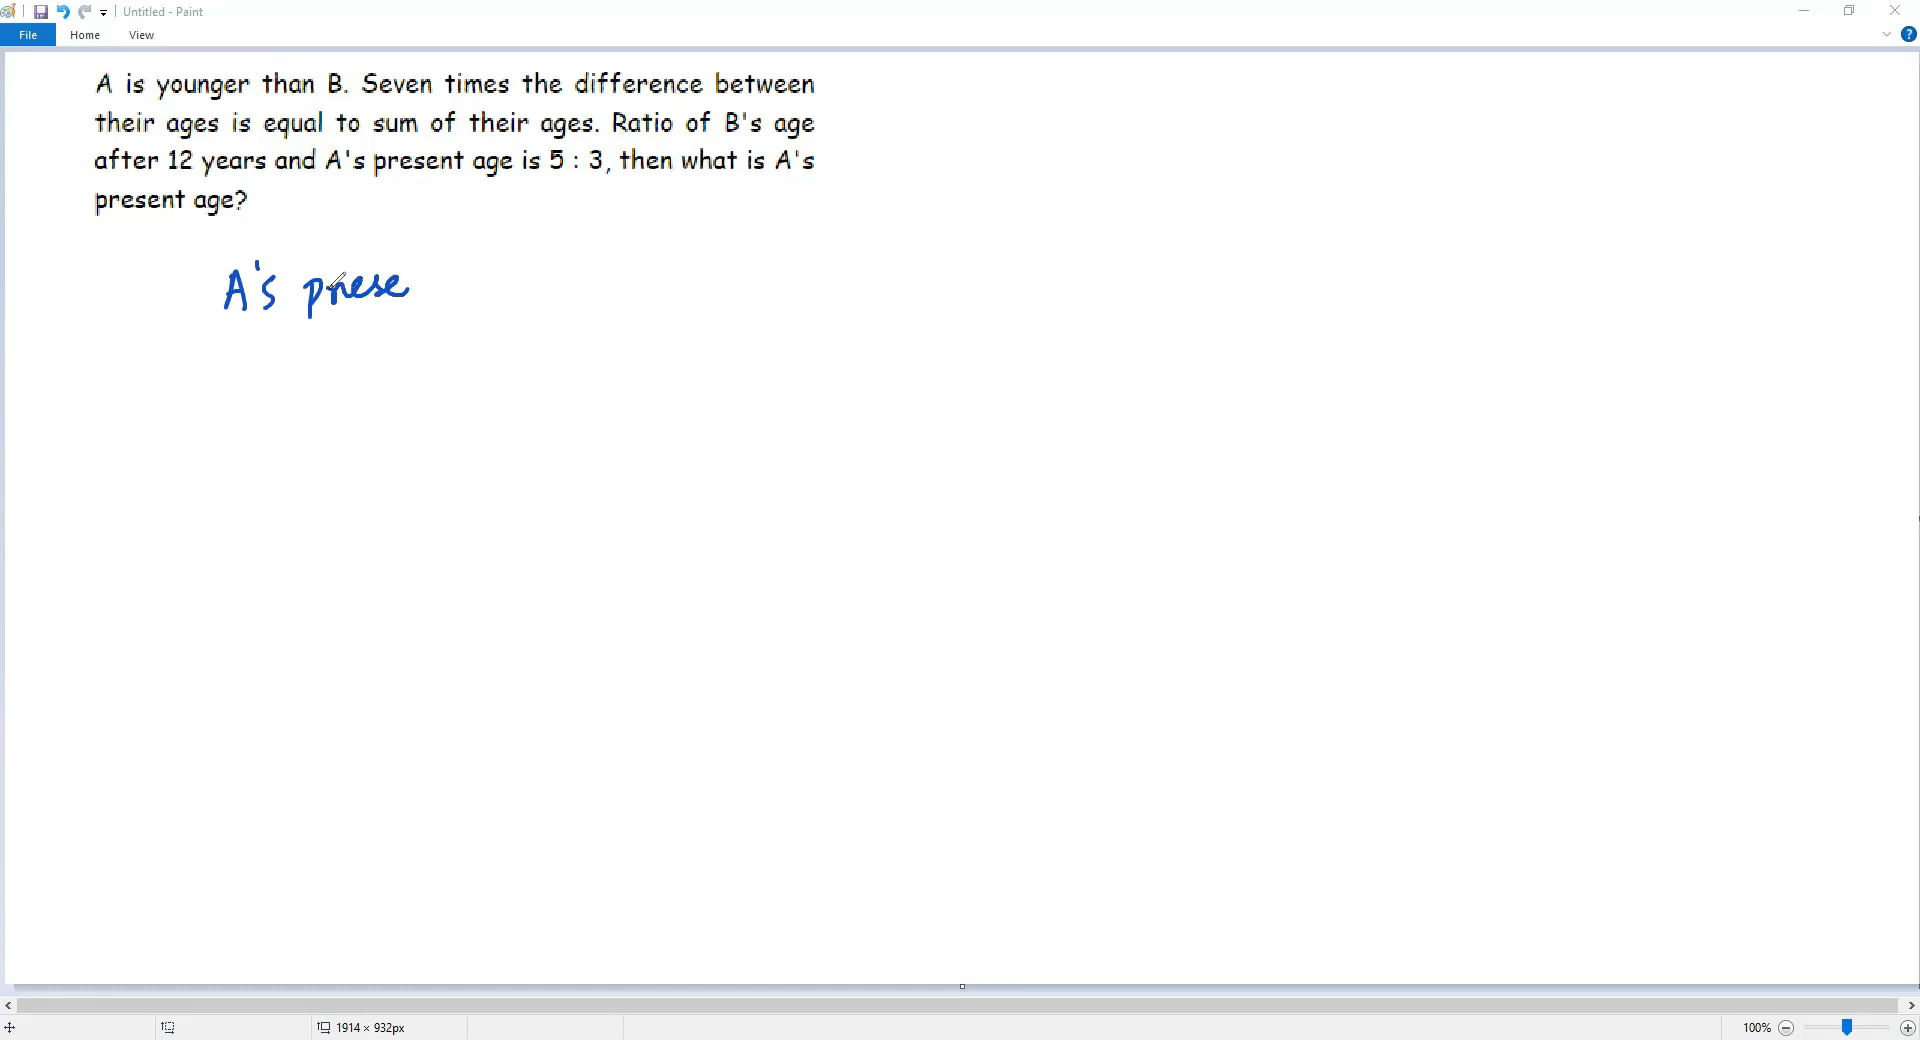 Untitled - Paint
File Home View
A is younger than B. Seven times the difference between
their ages is equal to sum of their ages. Ratio of B's age
after 12 years and A's present age is 5 : 3, then what is A's
present age?
A's prese
1914 × 932px
100%